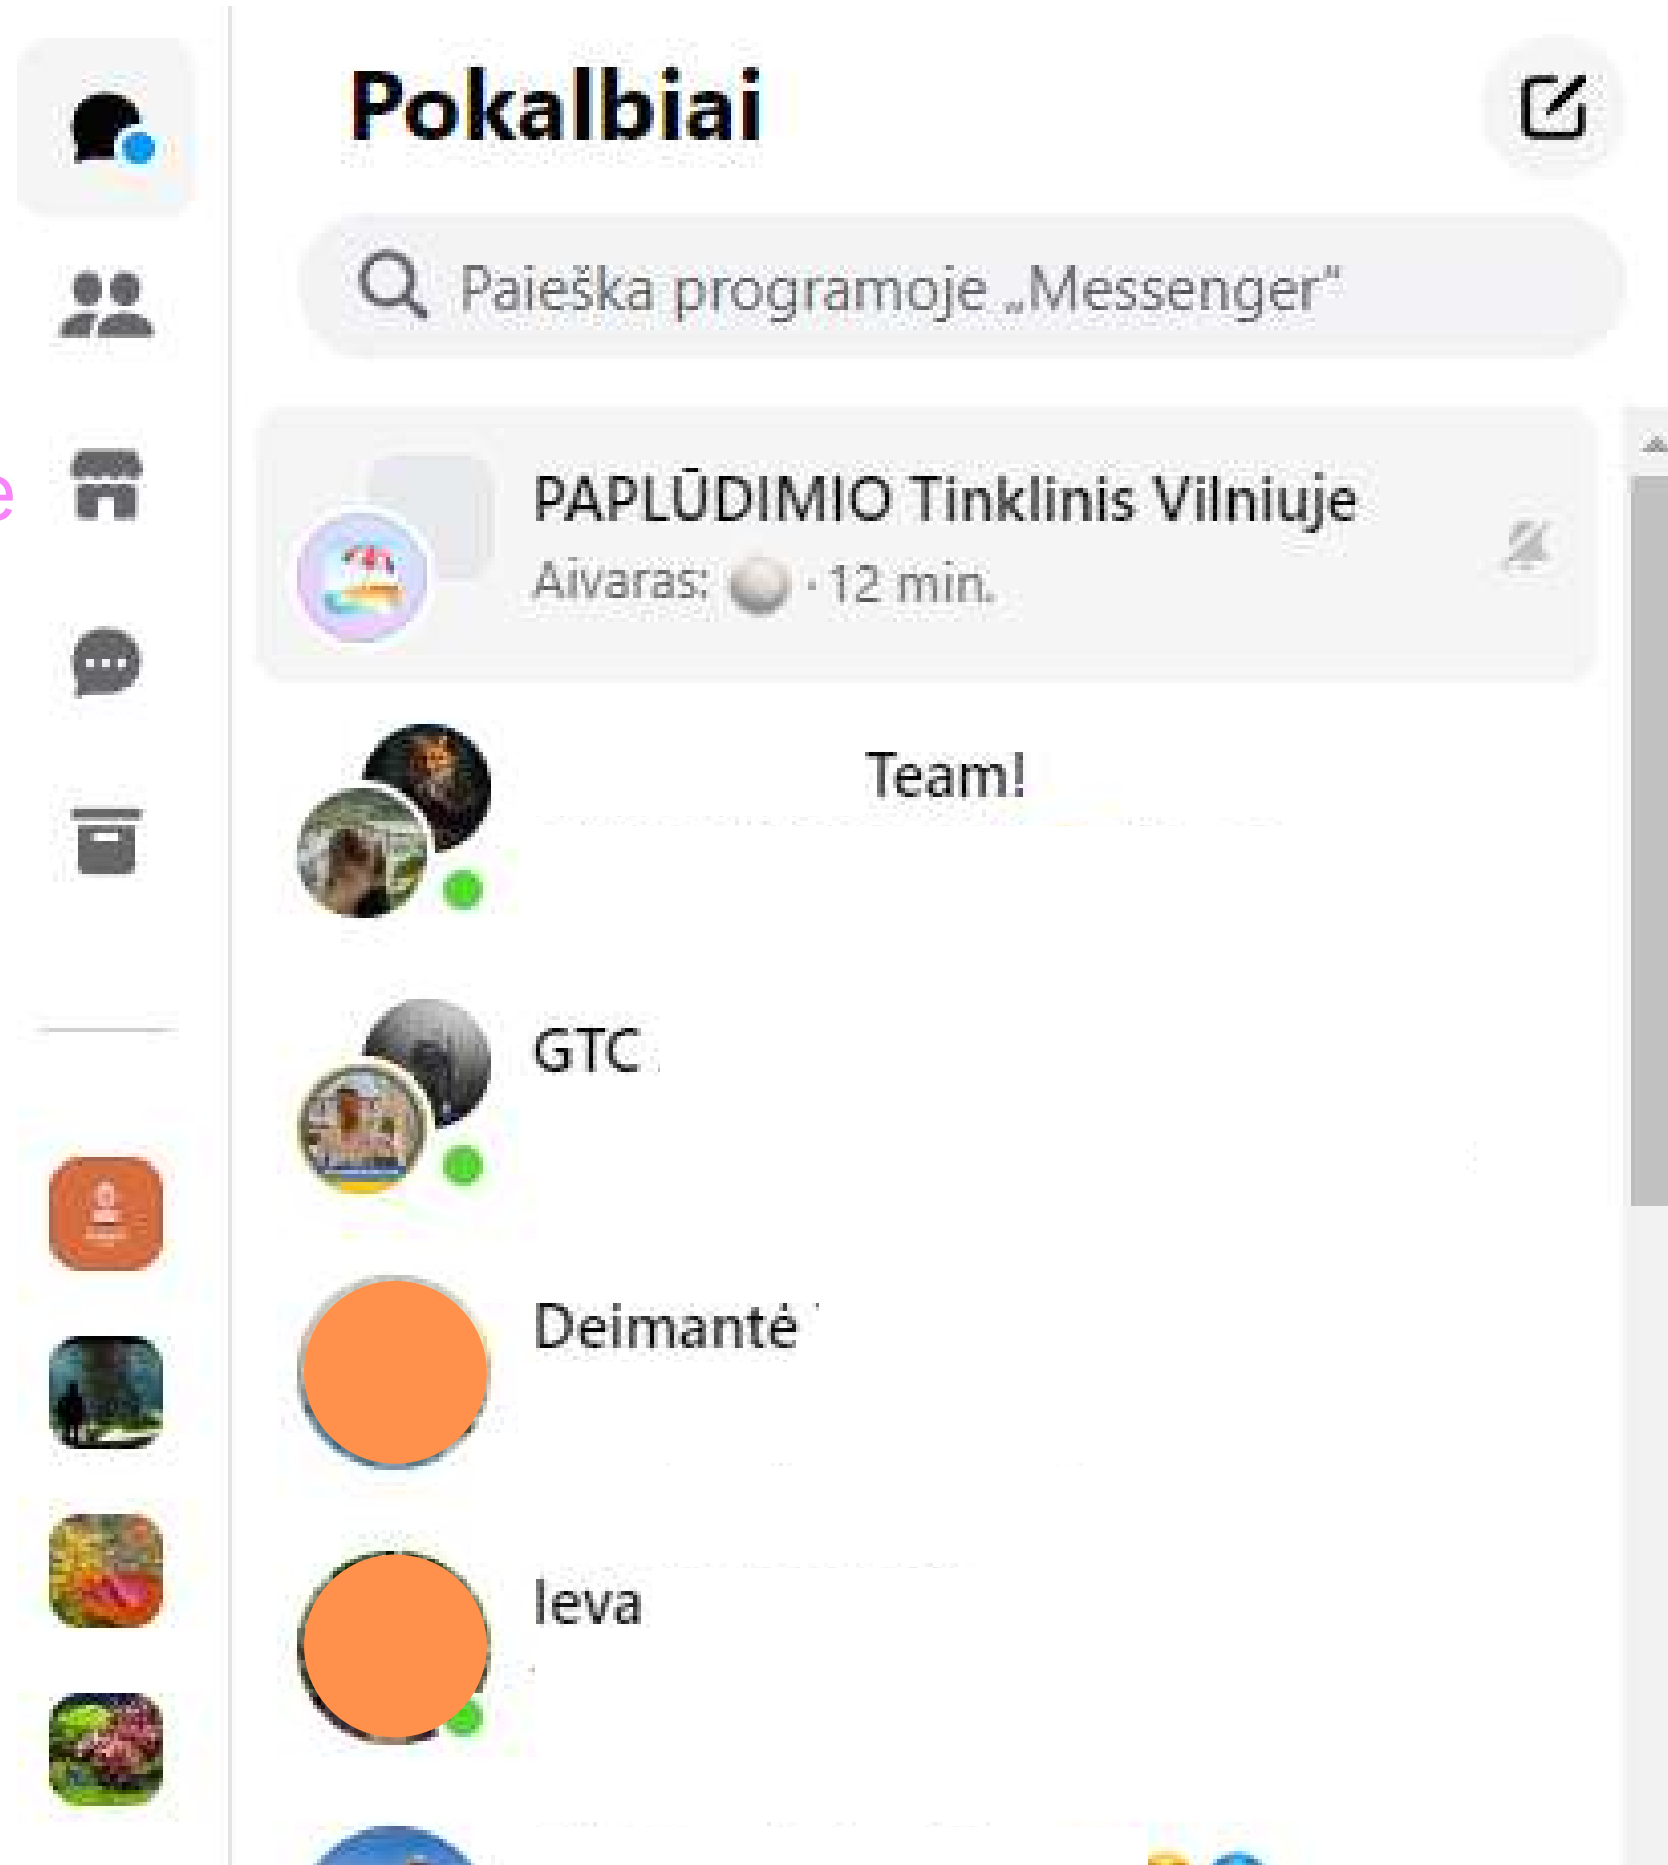 Pokalbiai
Paieška programoje „Messenger“
PAPLŪDIMIO Tinklinis Vilniuje
Aivaras: · 12 min.
Team!
GTC
Deimantė
Ieva
e